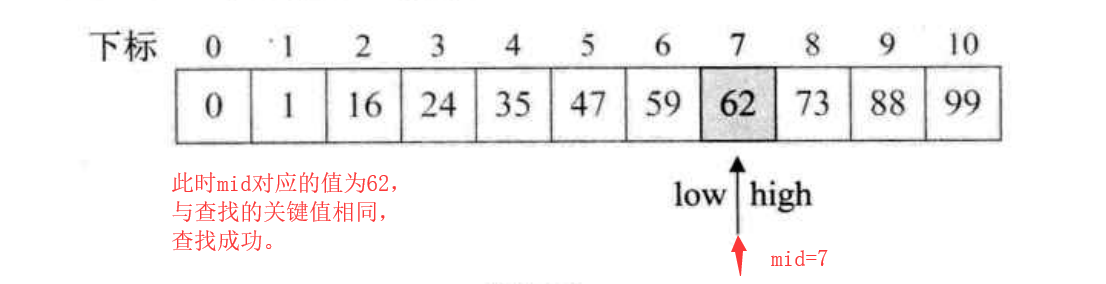 下标 0 1 2 3 4 5 6 7 8 9 10
0 1 16 24 35 47 59 62 73 88 99
此时mid对应的值为62，
与查找的关键值相同，
查找成功。
low high
mid=7